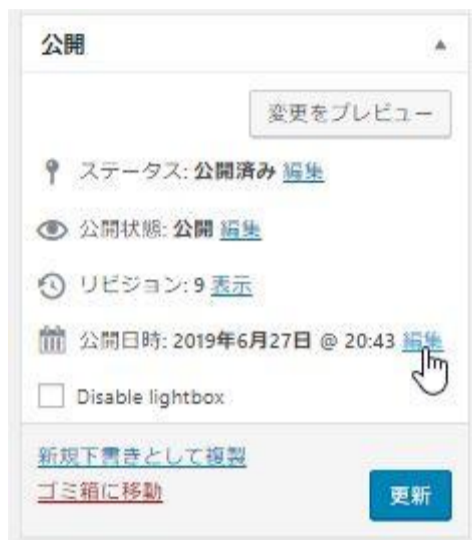 公開
変更をプレビュー
ステータス: 公開済み 編集
公開状態: 公開 編集
リビジョン: 9 表示
公開日時: 2019年6月27日 @ 20:43 編集
Disable lightbox
新規下書きとして複製
ゴミ箱に移動
更新